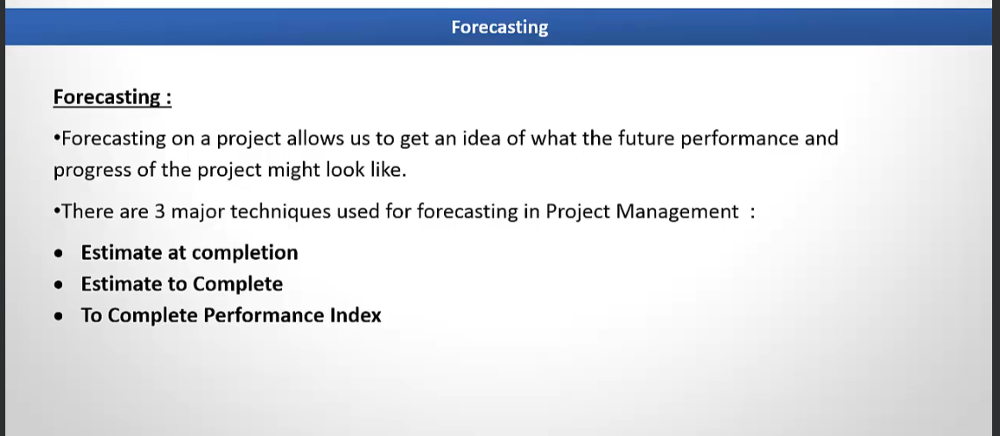 Forecasting
Forecasting :
•Forecasting on a project allows us to get an idea of what the future performance and
progress of the project might look like.
•There are 3 major techniques used for forecasting in Project Management :
• Estimate at completion
• Estimate to Complete
• To Complete Performance Index